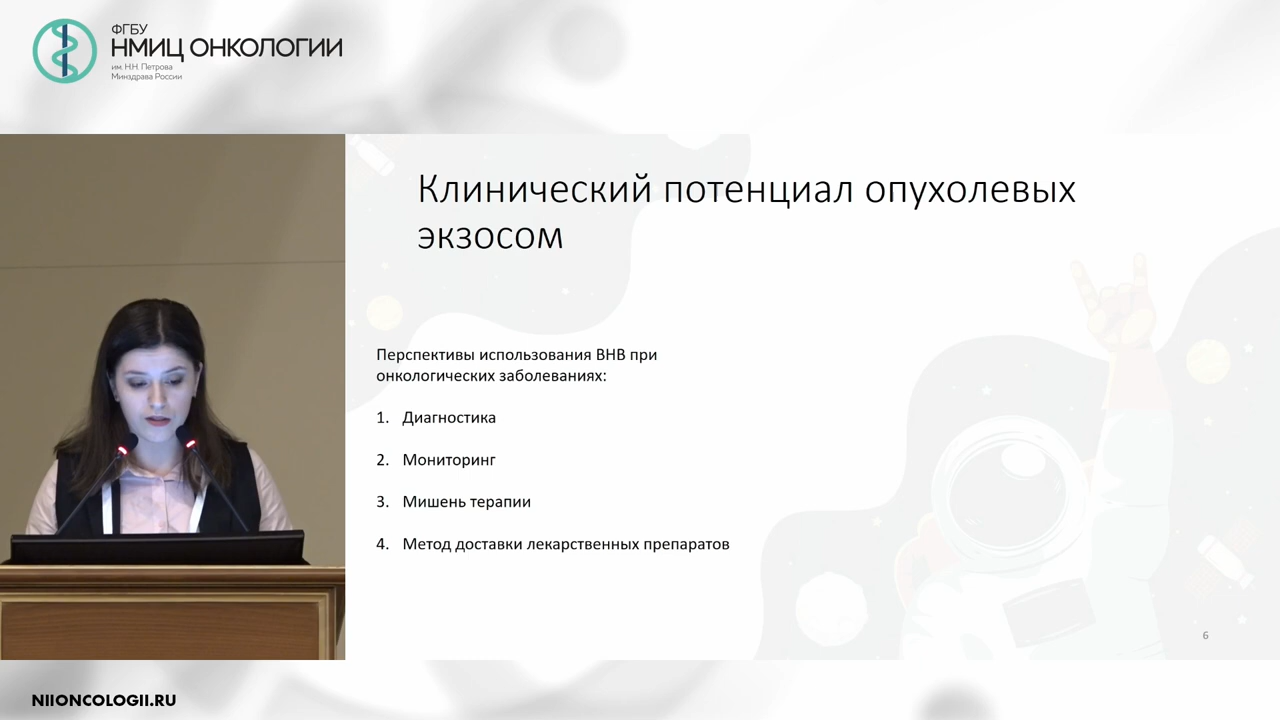 ФГБУ
НМИЦ ОНКОЛОГИИ
им. Н.Н. Петрова
Минздрава России
Клинический потенциал опухолевых
экзосом
Перспективы использования ВНВ при
онкологических заболеваниях:
1. Диагностика
2. Мониторинг
3. Мишень терапии
4. Метод доставки лекарственных препаратов
6
NIIONCOLOGII.RU